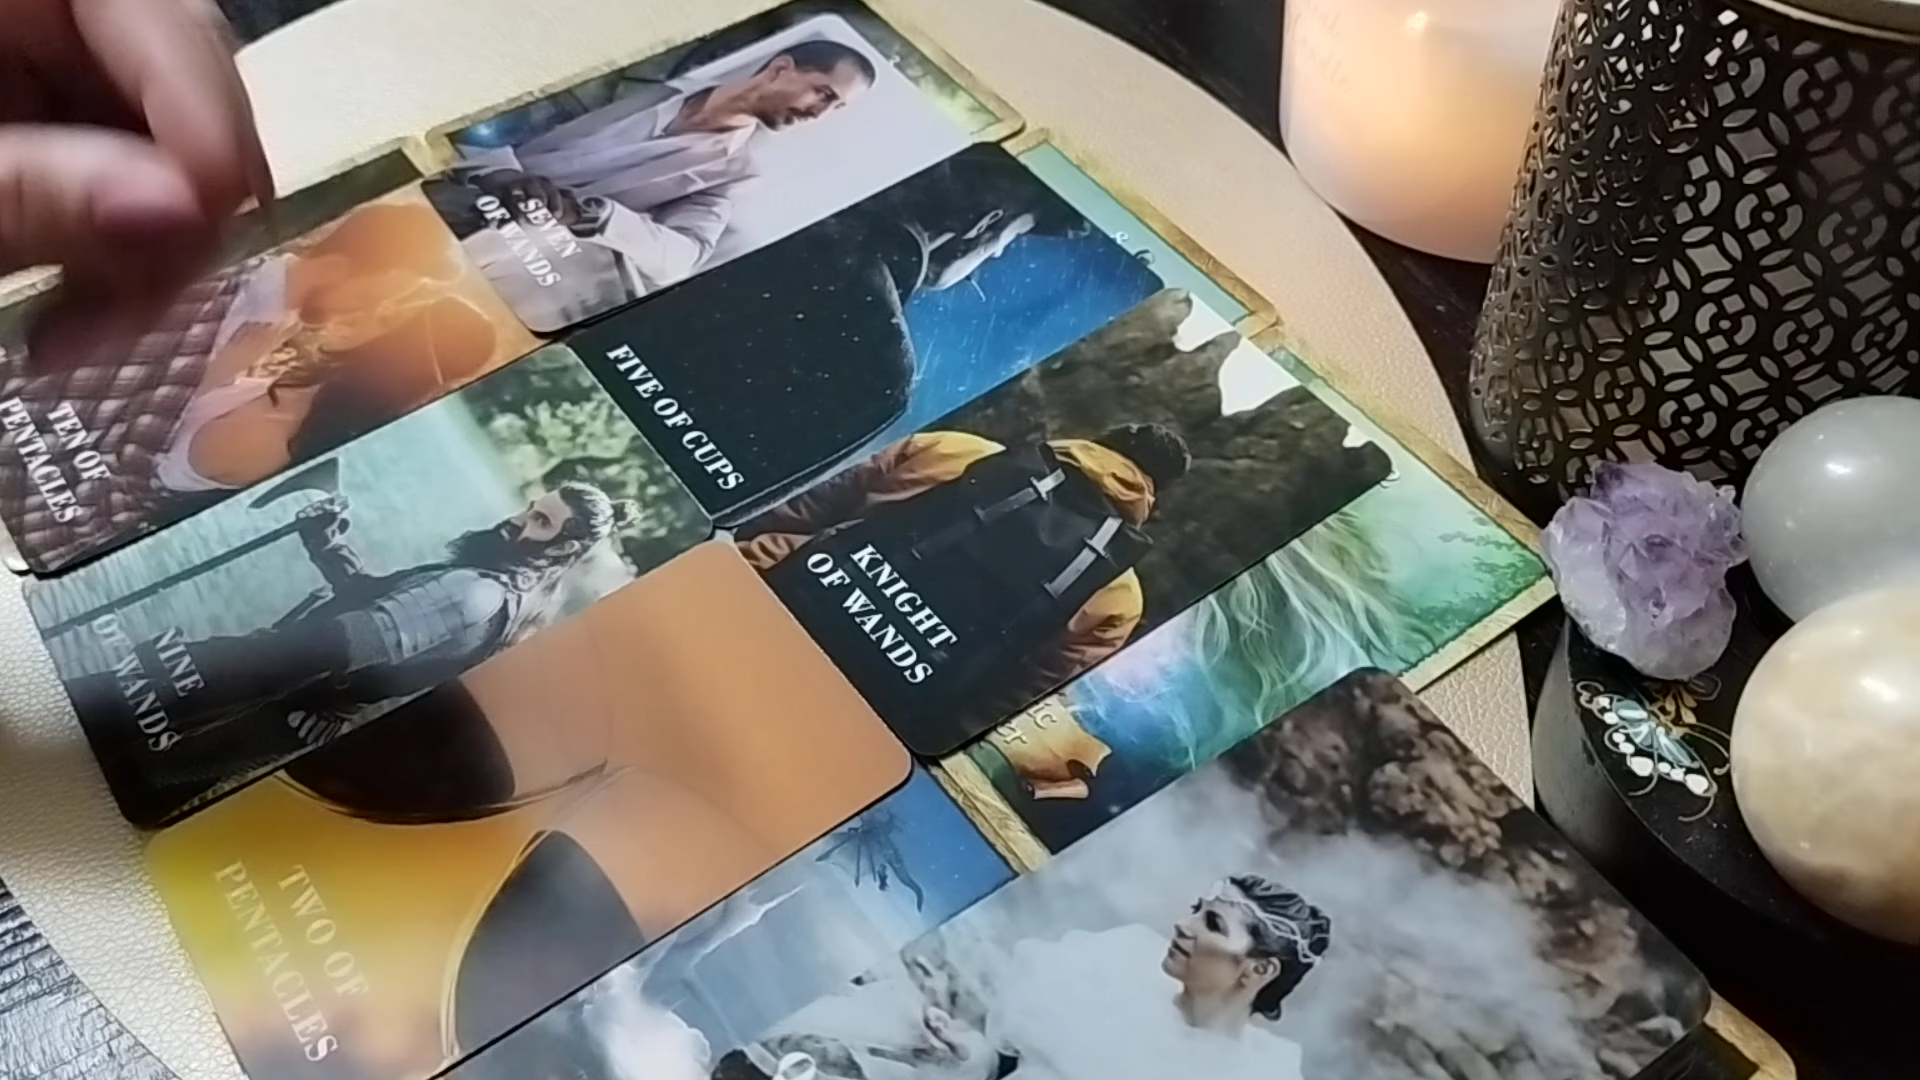 SEVEN
OF WANDS
FIVE OF CUPS
KNIGHT
OF WANDS
TEN OF
PENTACLES
NINE
OF WANDS
TWO OF
PENTACLES